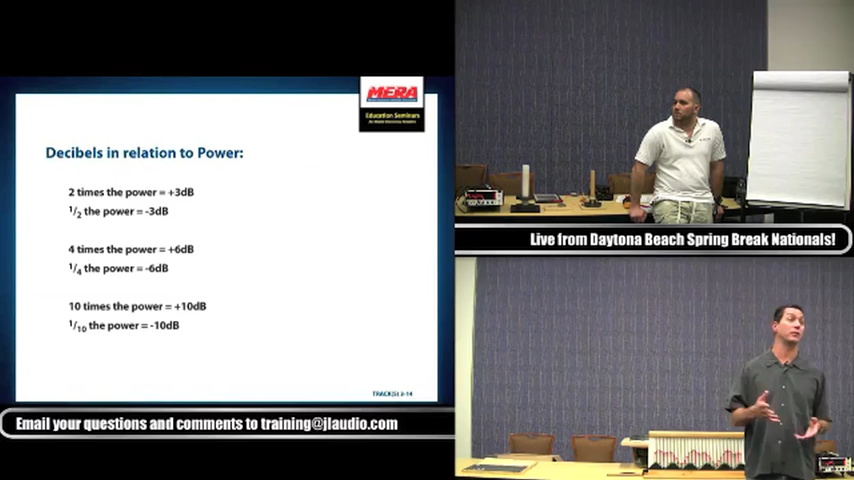 MERA
Education Seminars
Decibels in relation to Power:
2 times the power = +3dB
1/2 the power = -3dB
4 times the power = +6dB
1/4 the power = -6dB
10 times the power = +10dB
1/10 the power = -10dB
TRACK(S) 2-14
Email your questions and comments to training@jlaudio.com
Live from Daytona Beach Spring Break Nationals!